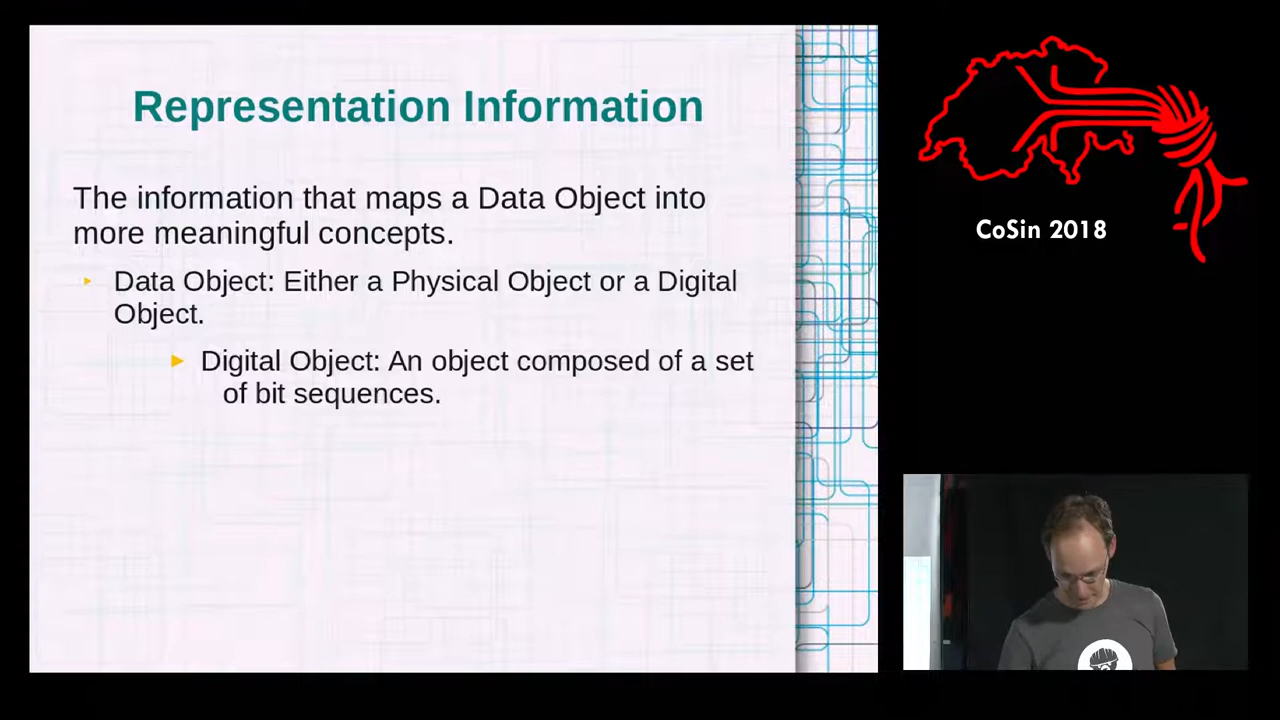 Representation Information
The information that maps a Data Object into
more meaningful concepts.
Data Object: Either a Physical Object or a Digital
Object.
Digital Object: An object composed of a set
of bit sequences.
CoSin 2018